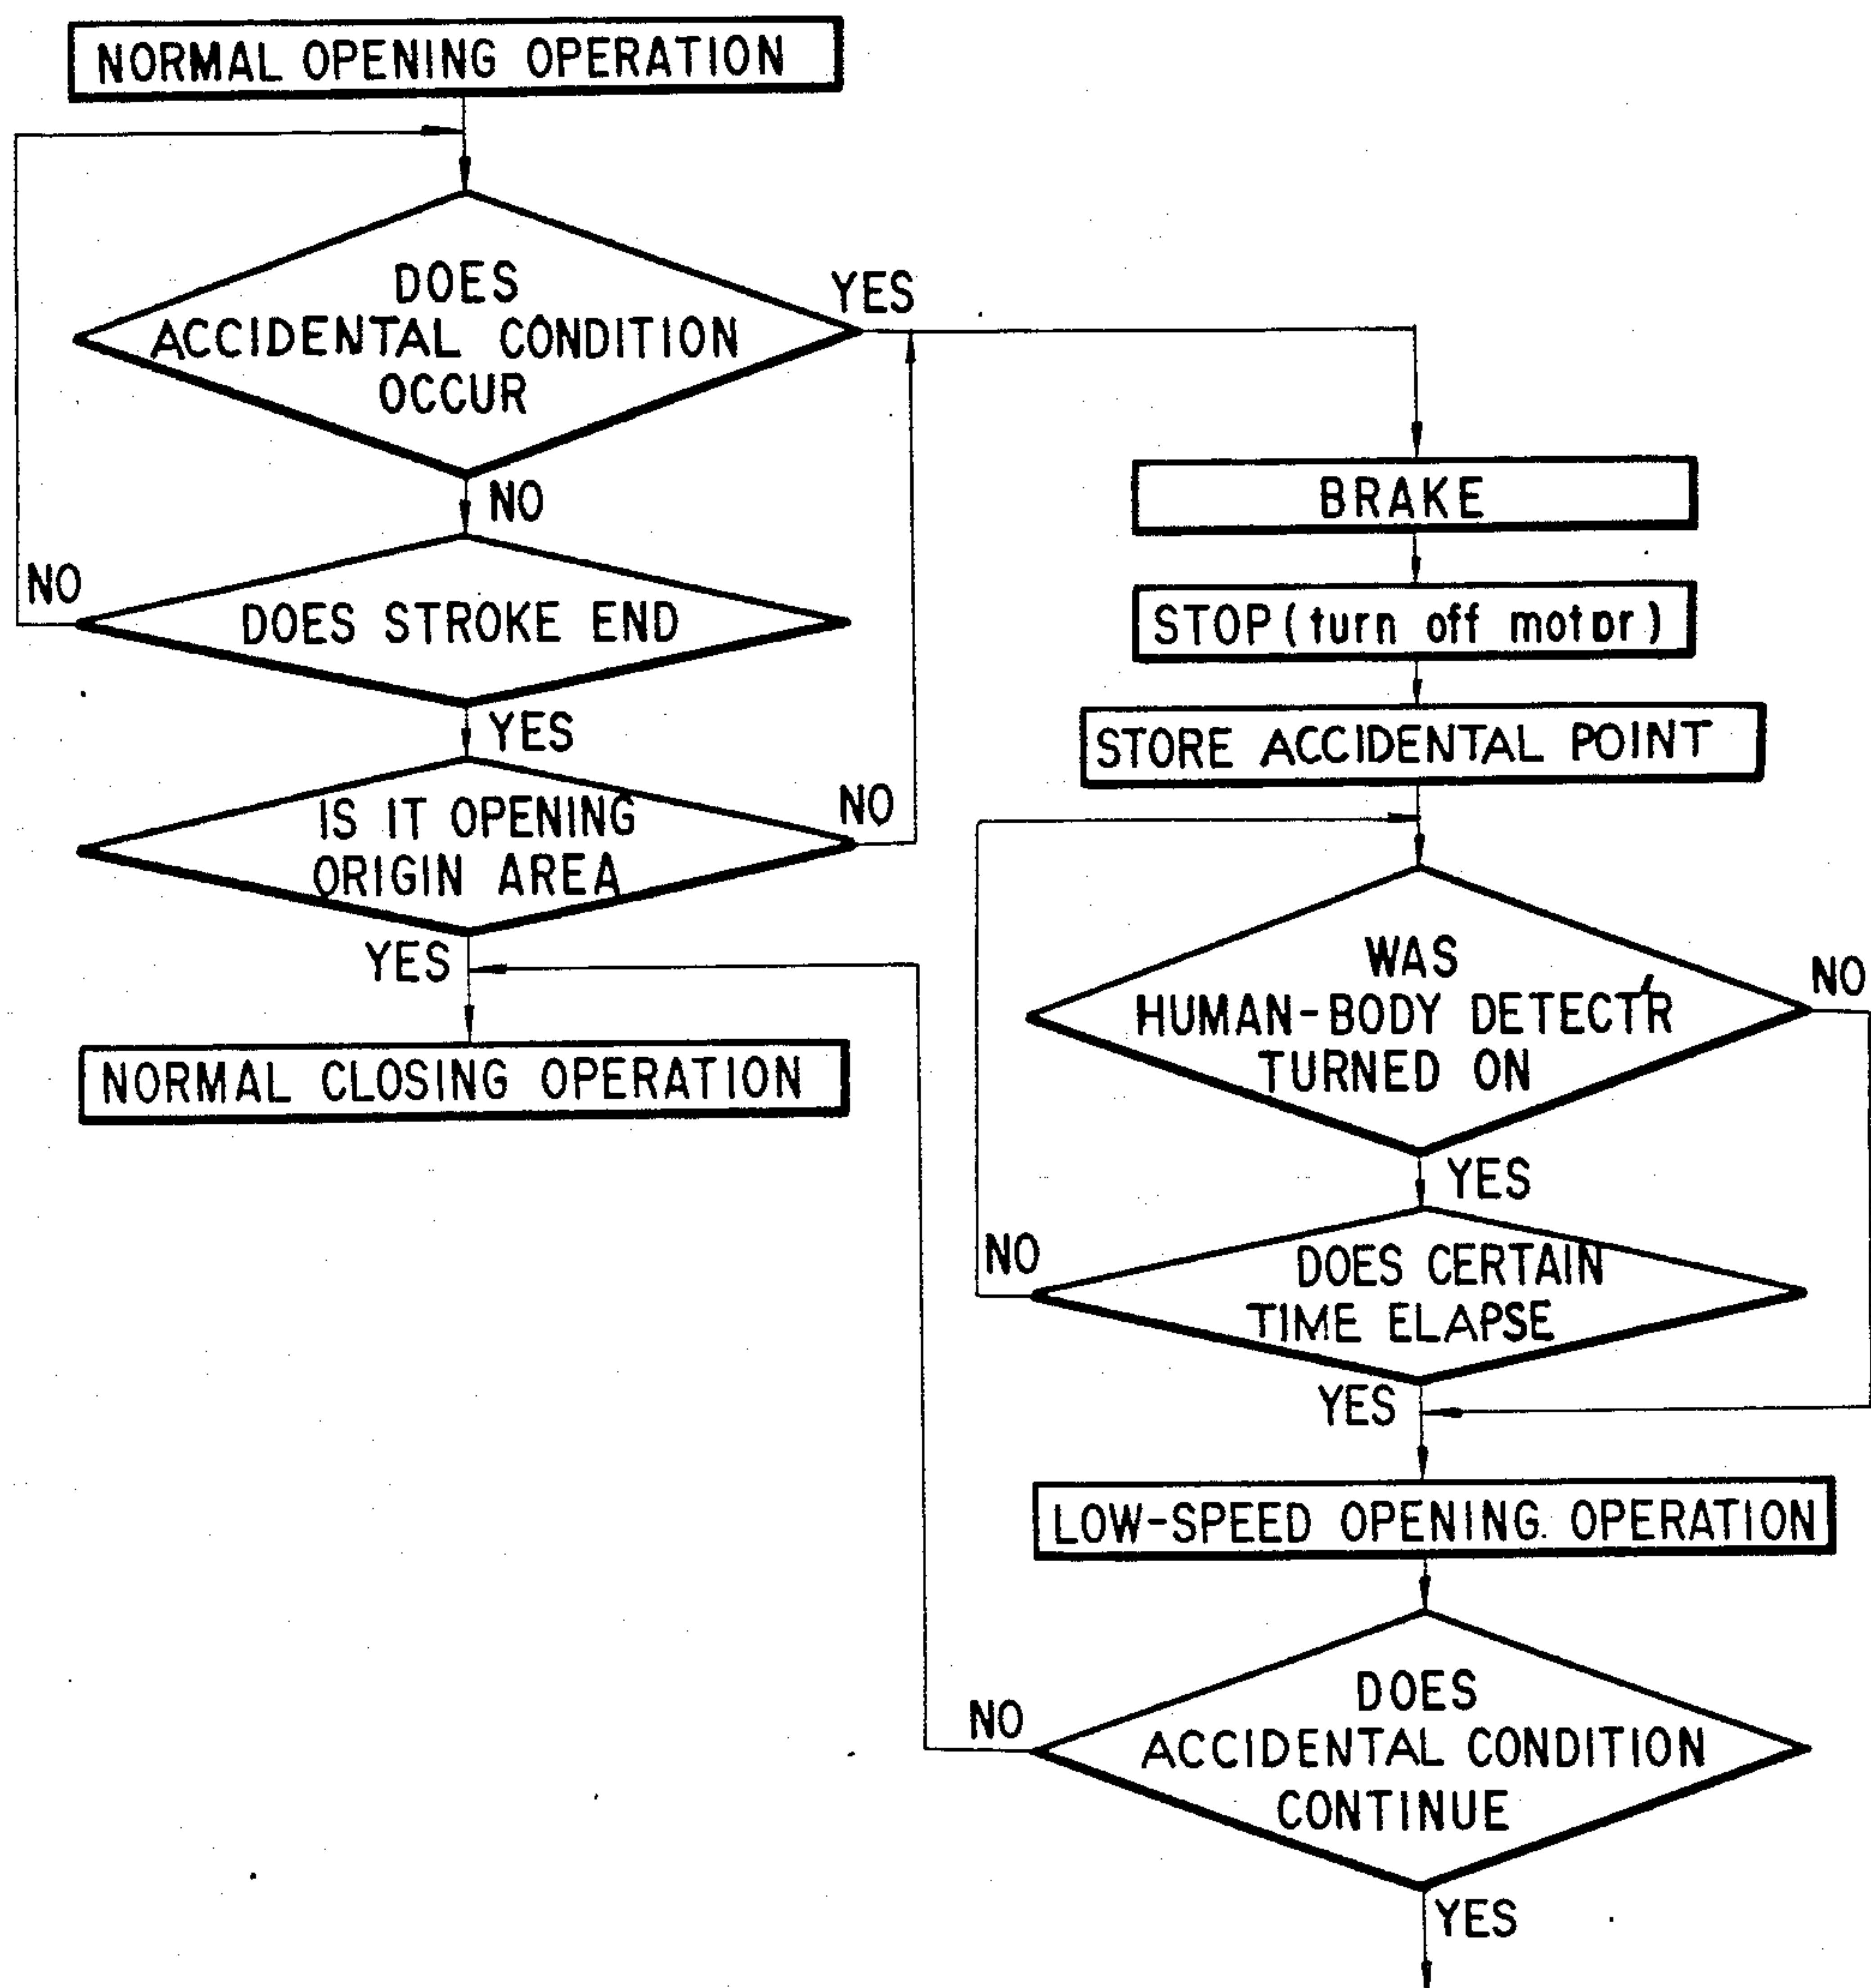 NORMAL OPENING OPERATION
DOES
ACCIDENTAL CONDITION
OCCUR
YES
NO
DOES STROKE END
NO
YES
IS IT OPENING
ORIGIN AREA
NO
YES
NORMAL CLOSING OPERATION
BRAKE
STOP (turn off motor)
STORE ACCIDENTAL POINT
WAS
HUMAN-BODY DETECT'R
TURNED ON
NO
YES
DOES CERTAIN
TIME ELAPSE
NO
YES
LOW-SPEED OPENING OPERATION
DOES
ACCIDENTAL CONDITION
CONTINUE
NO
YES